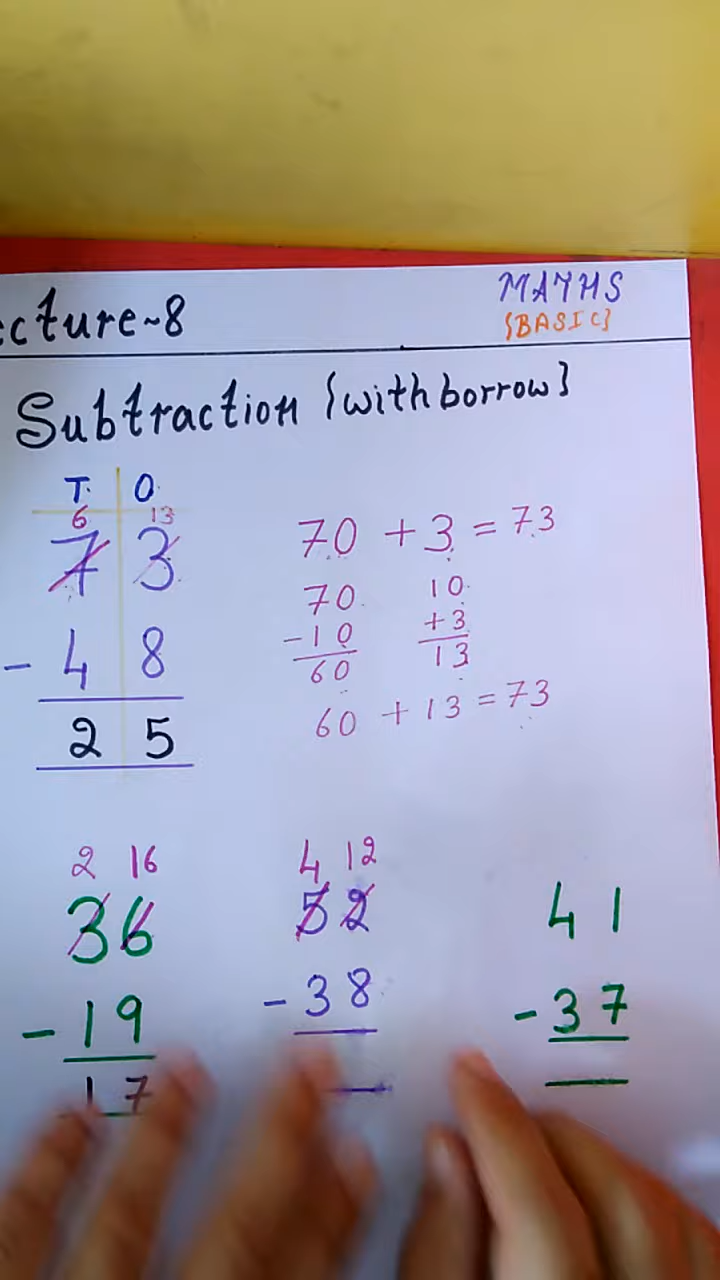 ecture~8
MATHS
{BASIC}
Subtraction {with borrow}
T. O.
6 13
7 3
- 4 8
2 5
70 + 3 = 73
70 10
-10 +3
60 13
60 + 13 = 73
2 16
36
-19
17
4 12
52
-38
41
-37